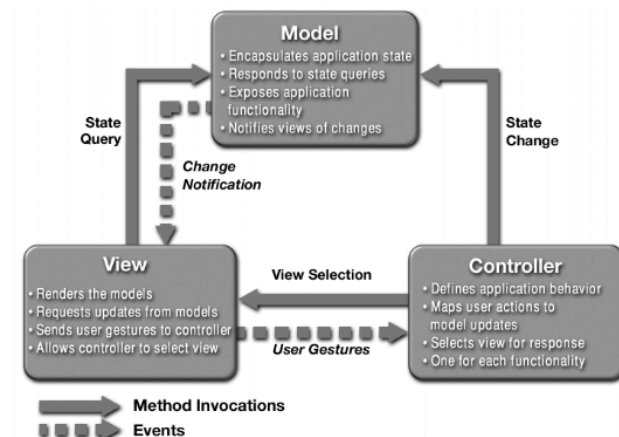 Model
• Encapsulates application state
• Responds to state queries
• Exposes application
functionality
• Notifies views of changes
State
Query
State
Change
Change
Notification
View
• Renders the models
• Requests updates from models
• Sends user gestures to controller
• Allows controller to select view
View Selection
User Gestures
Controller
• Defines application behavior
• Maps user actions to
model updates
• Selects view for response
• One for each functionality
Method Invocations
Events